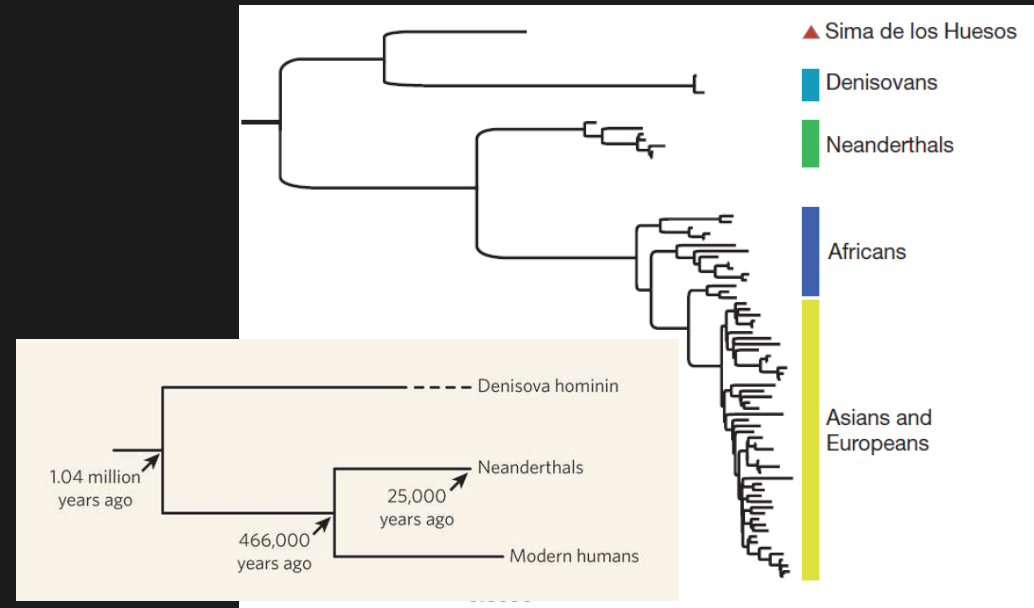 Sima de los Huesos
Denisovans
Neanderthals
Africans
Asians and
Europeans
Denisova hominin
1.04 million
years ago
Neanderthals
25,000
years ago
466,000
years ago
Modern humans